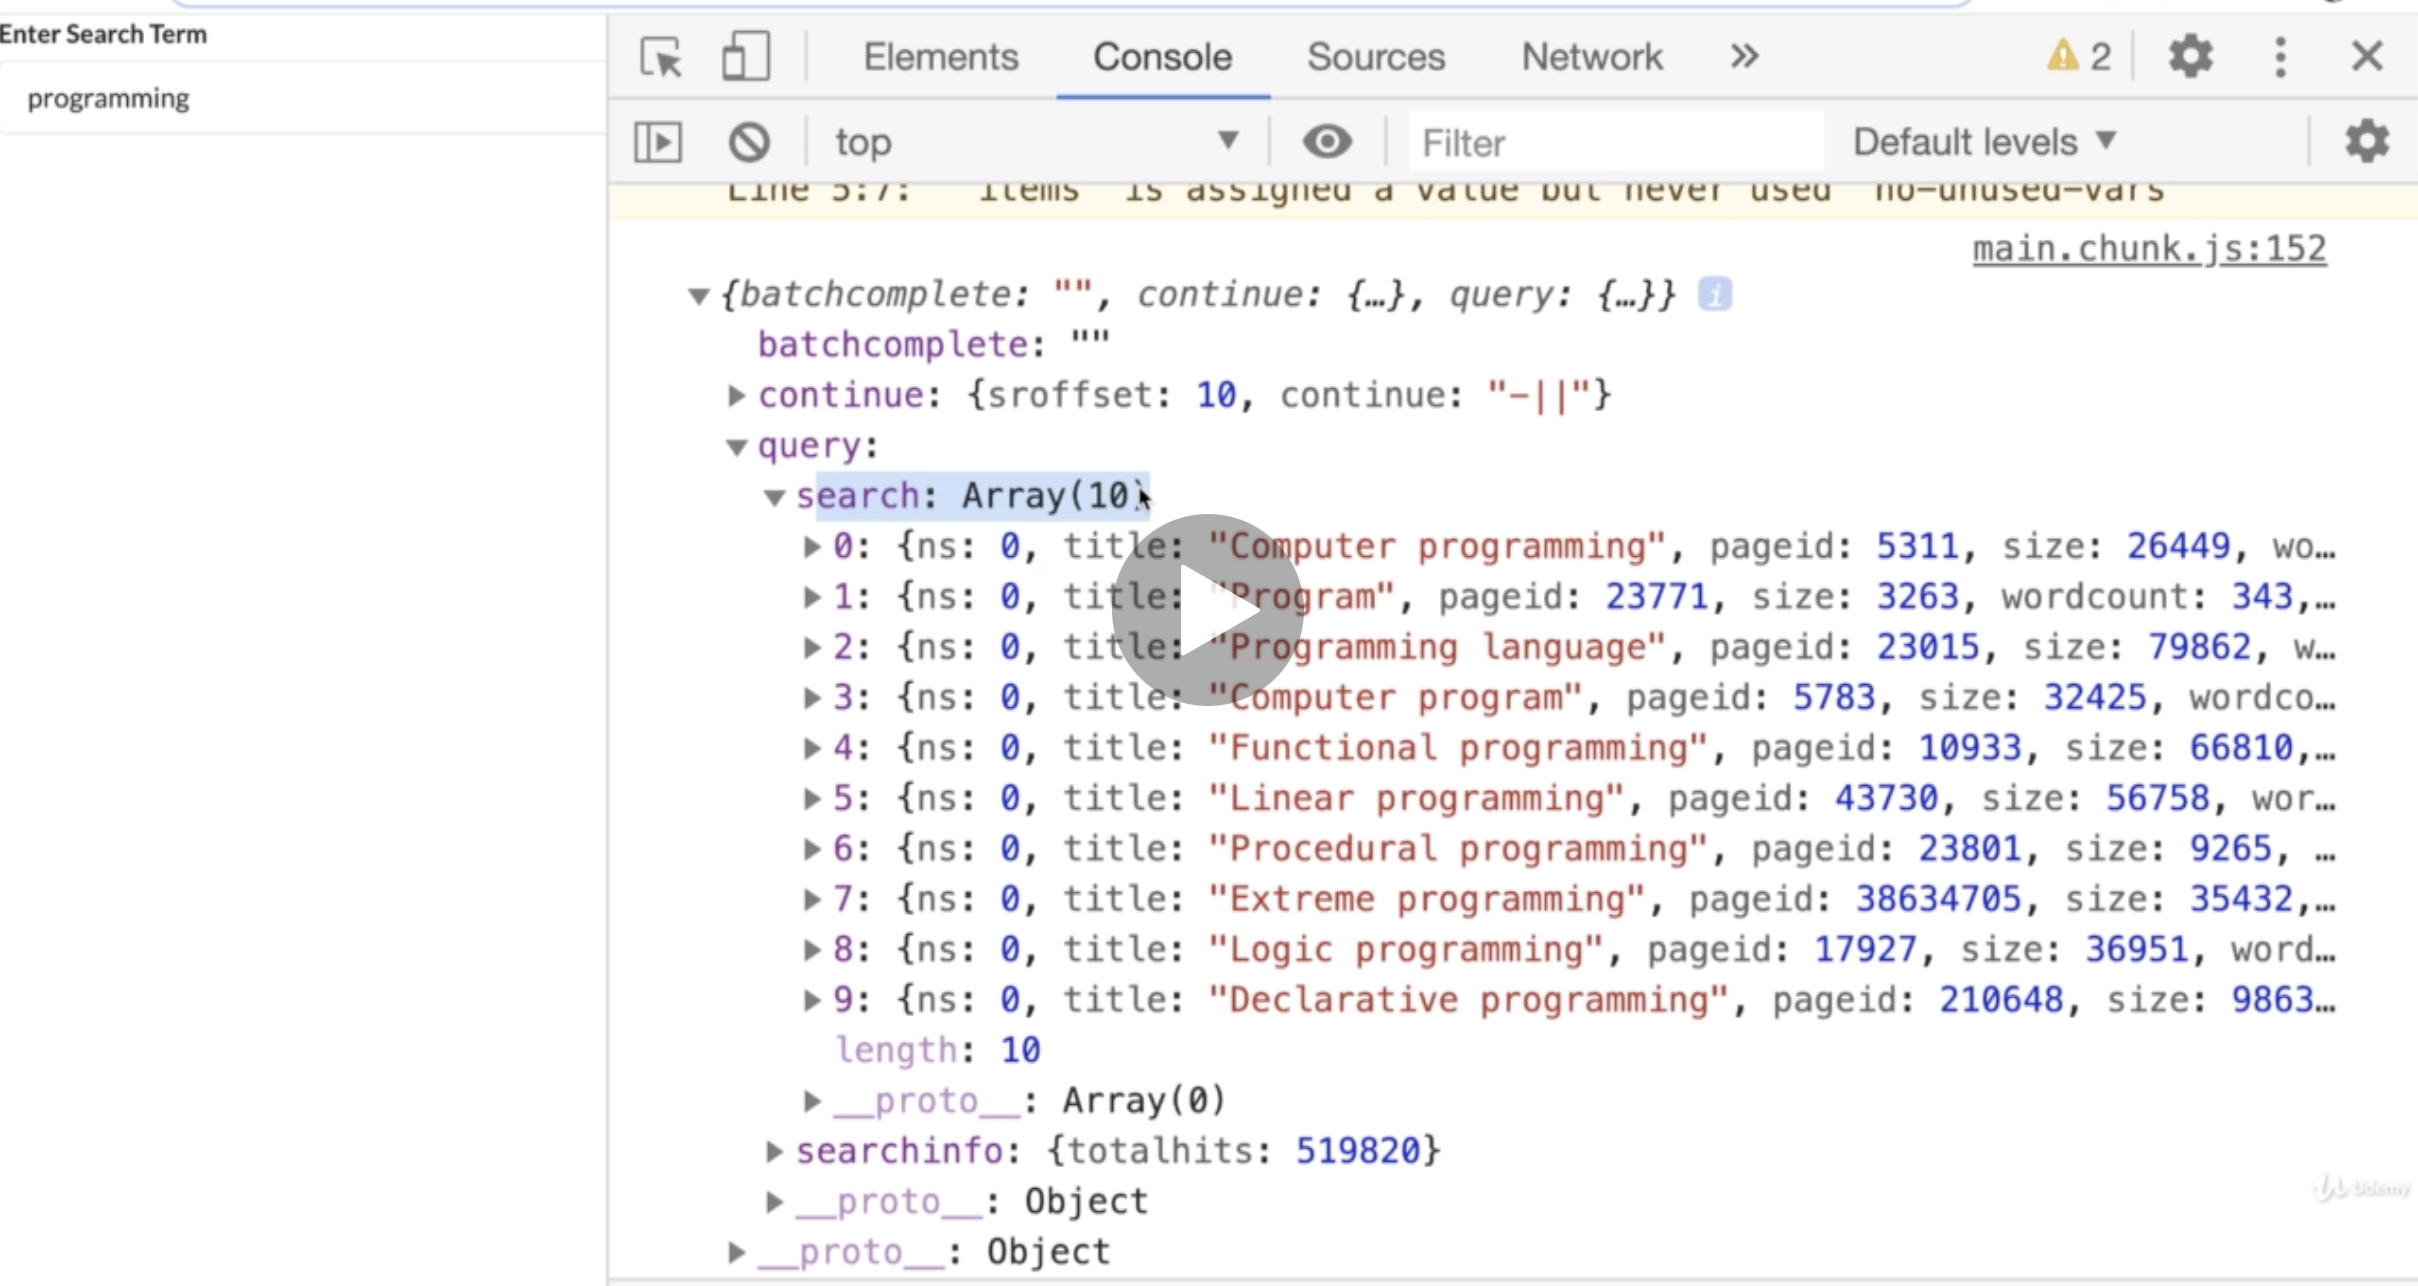 Enter Search Term
programming
Elements Console Sources Network » 2
top Filter Default levels
Line 5:7: 'items' is assigned a value but never used no-unused-vars
main.chunk.js:152
{batchcomplete: "", continue: {…}, query: {…}} i
batchcomplete: ""
continue: {sroffset: 10, continue: "-||"}
query:
search: Array(10)
0: {ns: 0, title: "Computer programming", pageid: 5311, size: 26449, wo…
1: {ns: 0, title: "Program", pageid: 23771, size: 3263, wordcount: 343,…
2: {ns: 0, title: "Programming language", pageid: 23015, size: 79862, w…
3: {ns: 0, title: "Computer program", pageid: 5783, size: 32425, wordco…
4: {ns: 0, title: "Functional programming", pageid: 10933, size: 66810,…
5: {ns: 0, title: "Linear programming", pageid: 43730, size: 56758, wor…
6: {ns: 0, title: "Procedural programming", pageid: 23801, size: 9265, …
7: {ns: 0, title: "Extreme programming", pageid: 38634705, size: 35432,…
8: {ns: 0, title: "Logic programming", pageid: 17927, size: 36951, word…
9: {ns: 0, title: "Declarative programming", pageid: 210648, size: 9863…
length: 10
__proto__: Array(0)
searchinfo: {totalhits: 519820}
__proto__: Object
__proto__: Object
Udemy